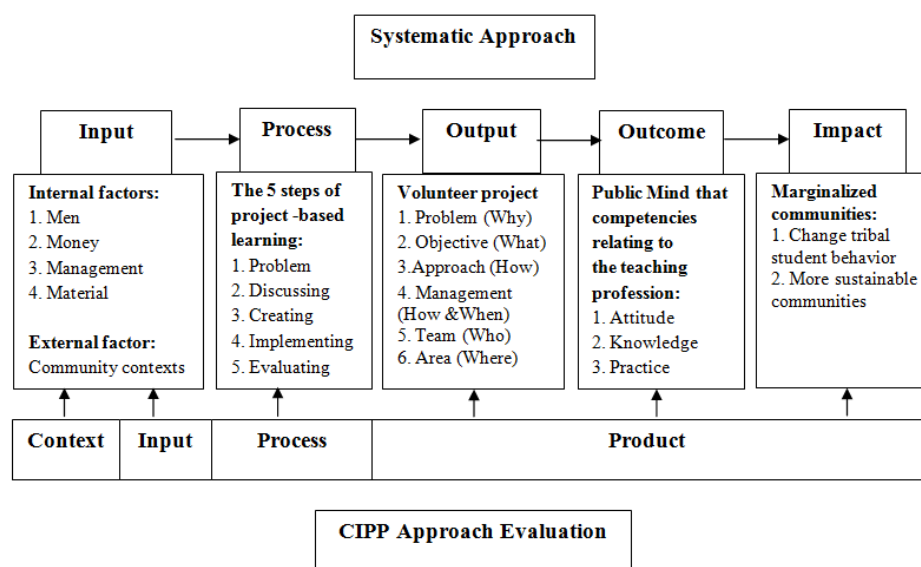 Systematic Approach
Input
Process
Output
Outcome
Impact
Internal factors:
1. Men
2. Money
3. Management
4. Material
External factor:
Community contexts
The 5 steps of
project -based
learning:
1. Problem
2. Discussing
3. Creating
4. Implementing
5. Evaluating
Volunteer project
1. Problem (Why)
2. Objective (What)
3.Approach (How)
4. Management
(How &When)
5. Team (Who)
6. Area (Where)
Public Mind that
competencies
relating to
the teaching
profession:
1. Attitude
2. Knowledge
3. Practice
Marginalized
communities:
1. Change tribal
student behavior
2. More sustainable
communities
Context
Input
Process
Product
CIPP Approach Evaluation